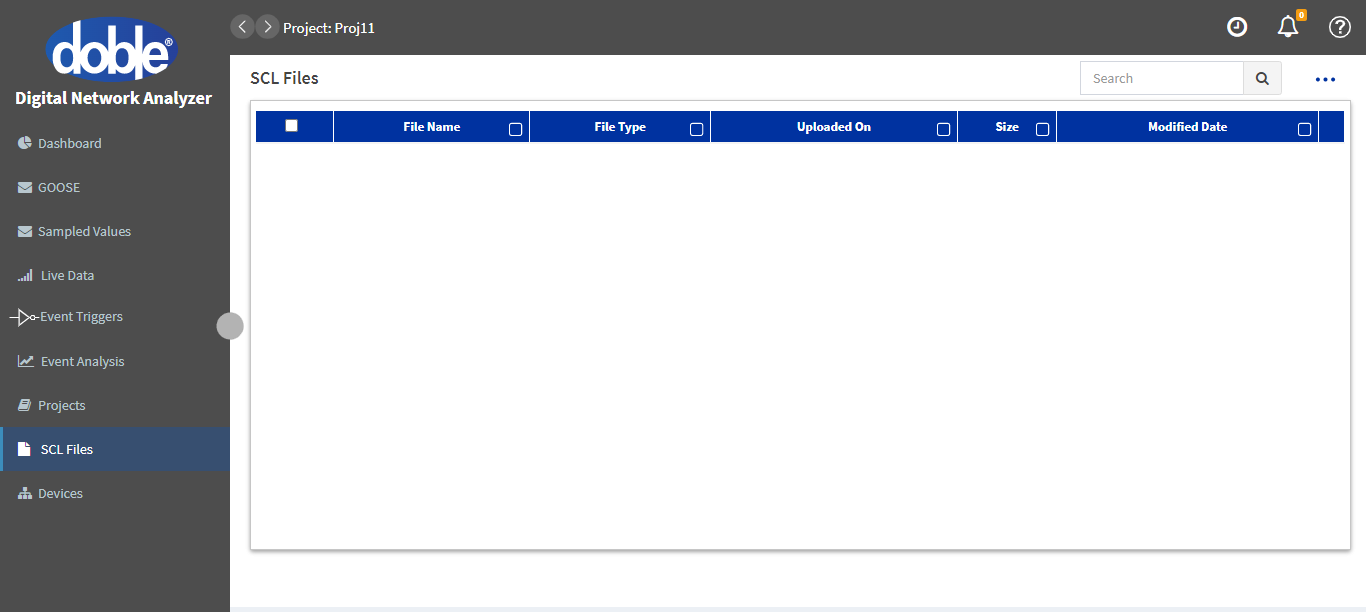 doble®
Digital Network Analyzer
Dashboard
GOOSE
Sampled Values
Live Data
Event Triggers
Event Analysis
Projects
SCL Files
Devices
Project: Proj11
0
SCL Files
Search
File Name File Type Uploaded On Size Modified Date